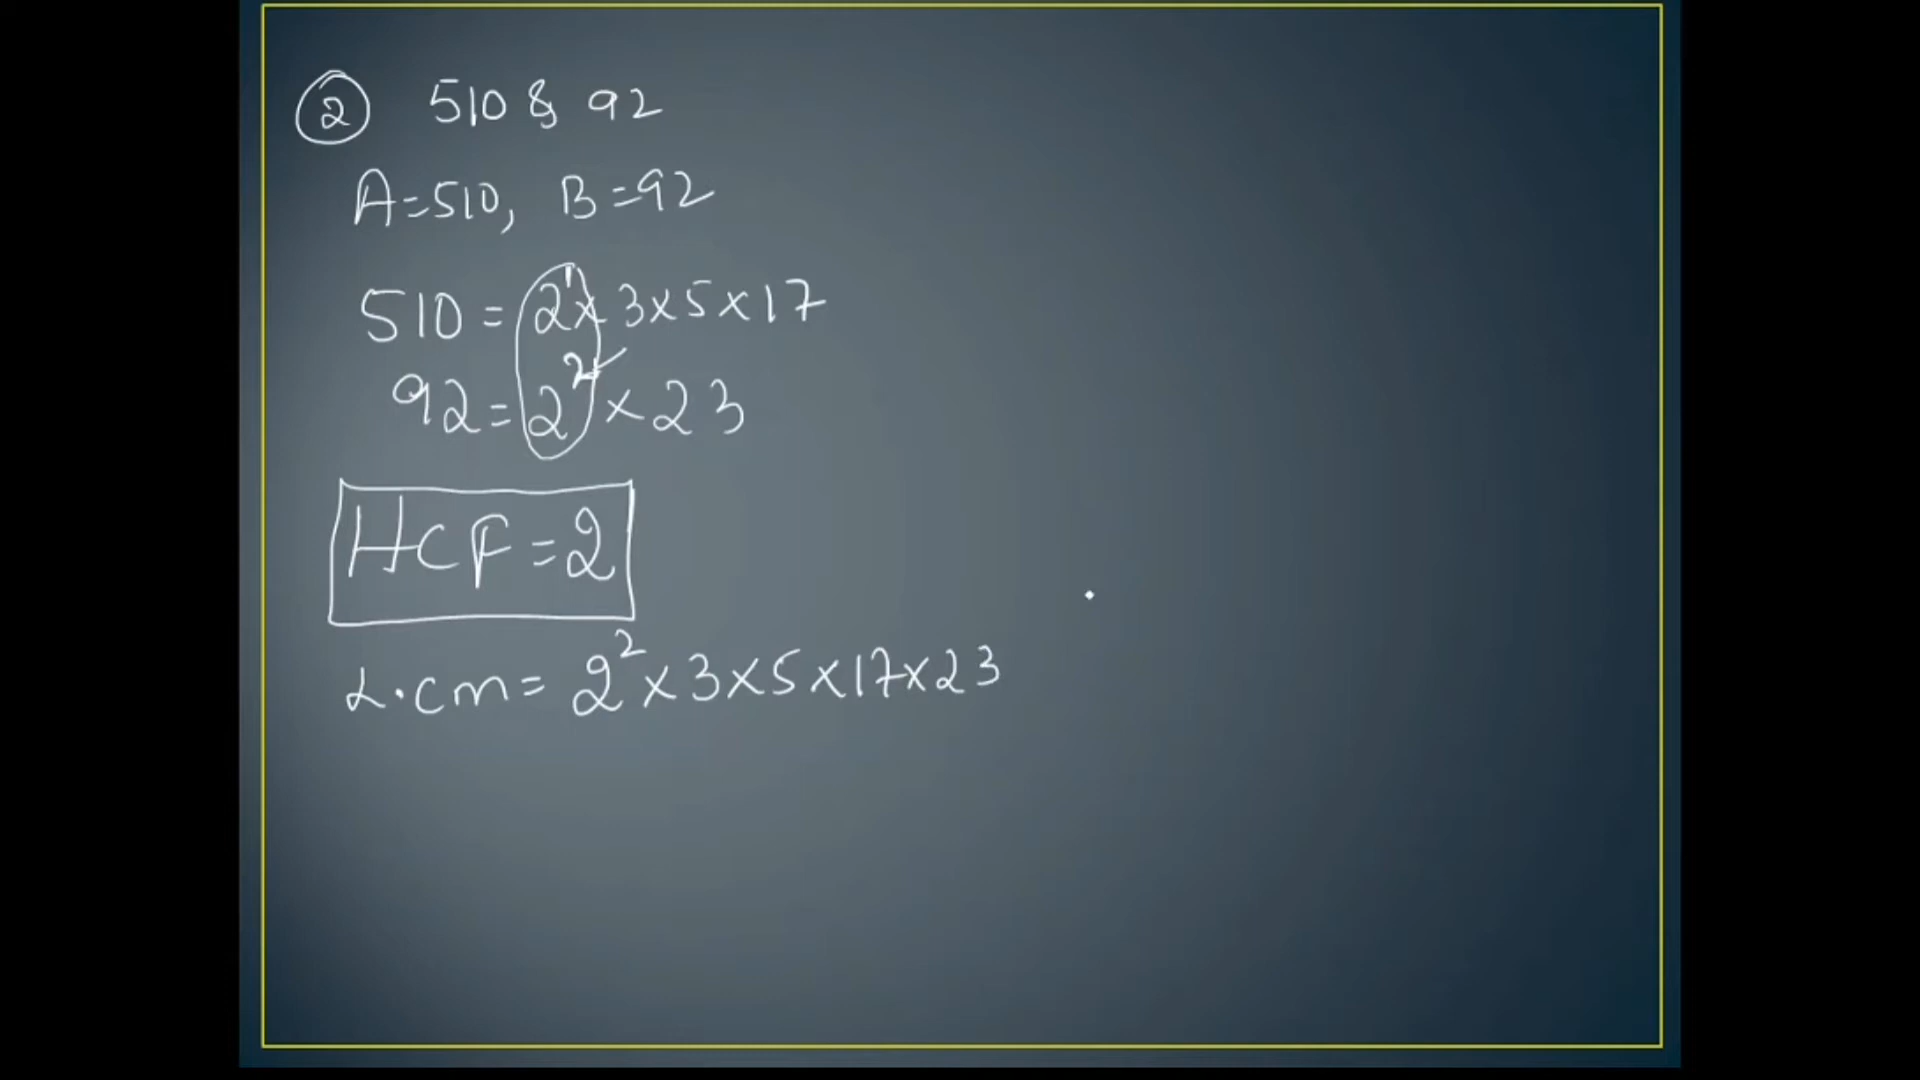 ② 510 & 92
A=510, B=92
510=2¹×3×5×17
92=2²×23
HCF=2
L.cm=2²×3×5×17×23